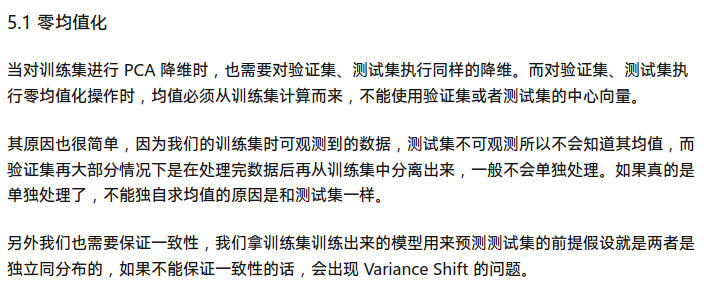 5.1 零均值化
当对训练集进行 PCA 降维时，也需要对验证集、测试集执行同样的降维。而对验证集、测试集执
行零均值化操作时，均值必须从训练集计算而来，不能使用验证集或者测试集的中心向量。
其原因也很简单，因为我们的训练集时可观测到的数据，测试集不可观测所以不会知道其均值，而
验证集再大部分情况下是在处理完数据后再从训练集中分离出来，一般不会单独处理。如果真的是
单独处理了，不能独自求均值的原因是和测试集一样。
另外我们也需要保证一致性，我们拿训练集训练出来的模型用来预测测试集的前提假设就是两者是
独立同分布的，如果不能保证一致性的话，会出现 Variance Shift 的问题。